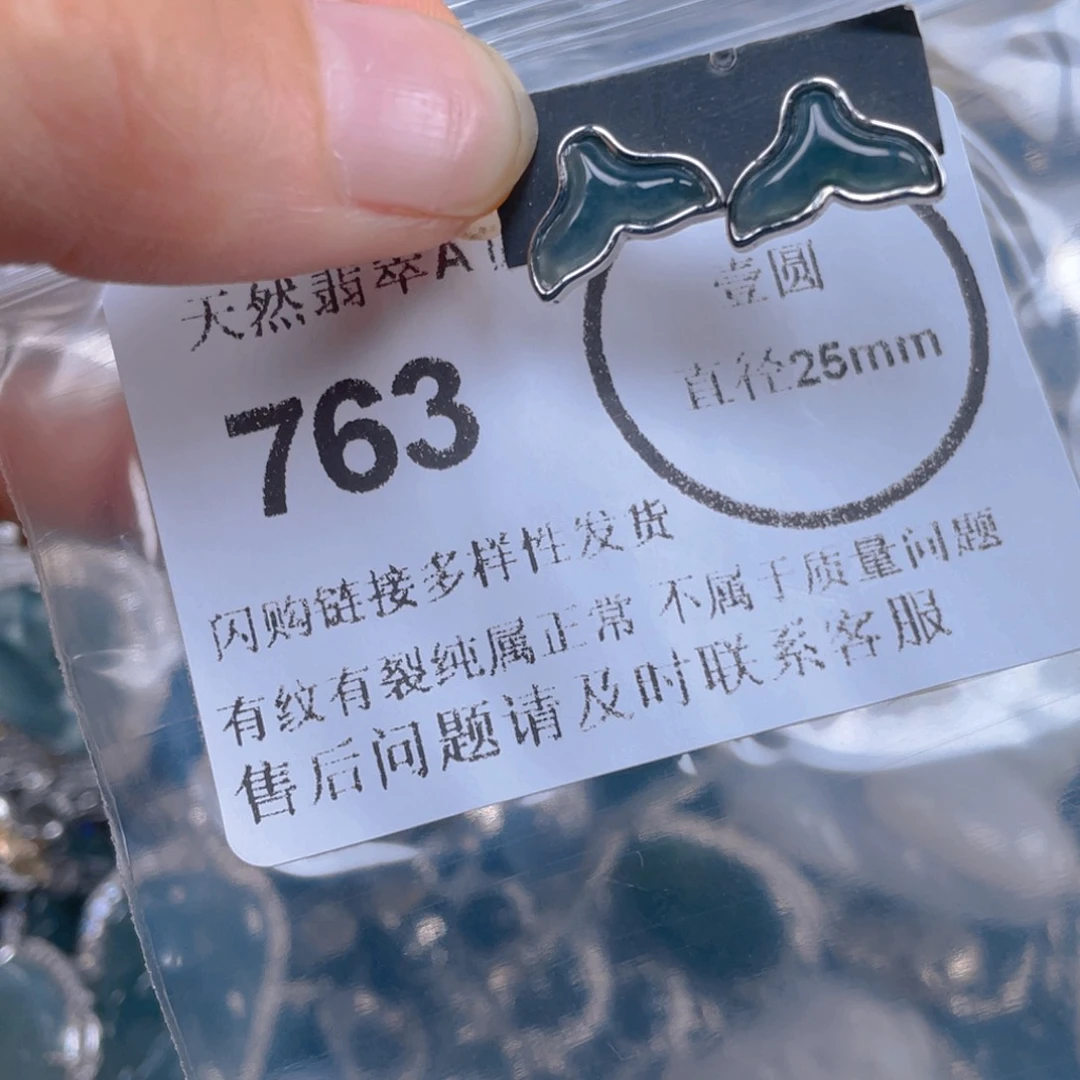 天然翡翠A
763
壹圆
直径25mm
闪购链接多样性发货
有纹有裂纯属正常 不属于质量问题
售后问题请及时联系客服